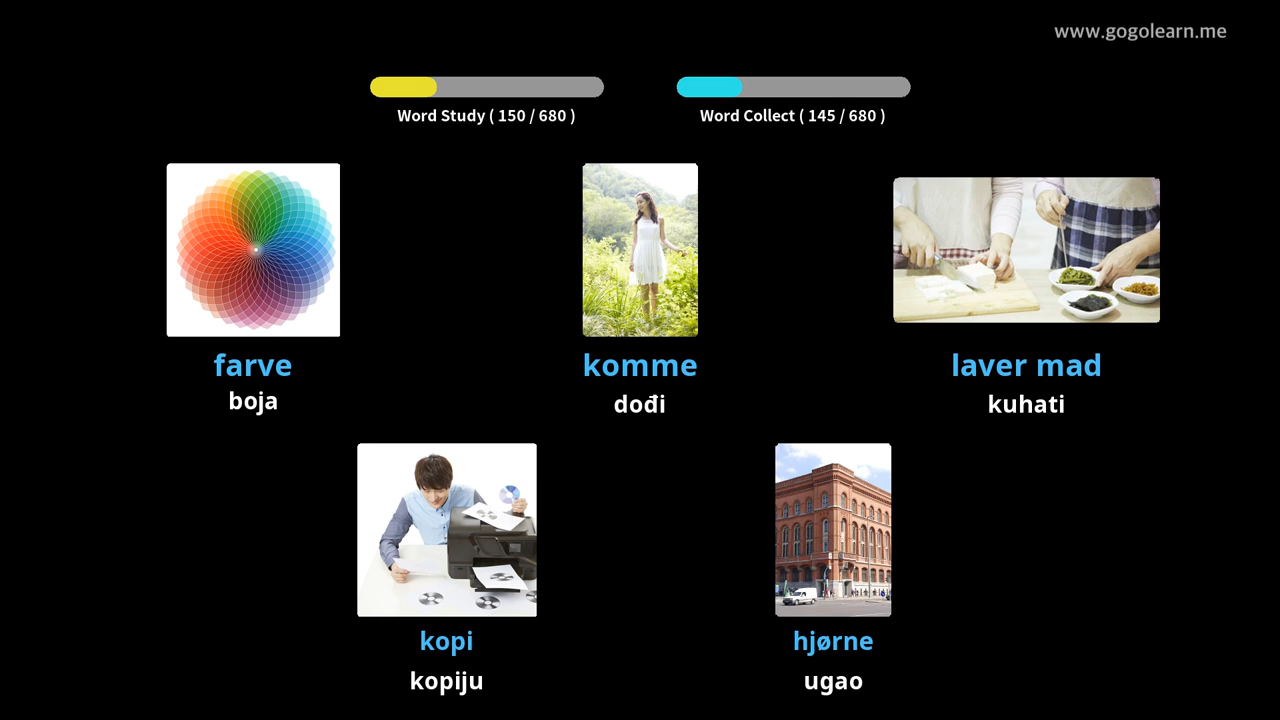 www.gogolearn.me
Word Study ( 150 / 680 )
Word Collect ( 145 / 680 )
farve
komme
laver mad
boja
dođi
kuhati
kopi
hjørne
kopiju
ugao